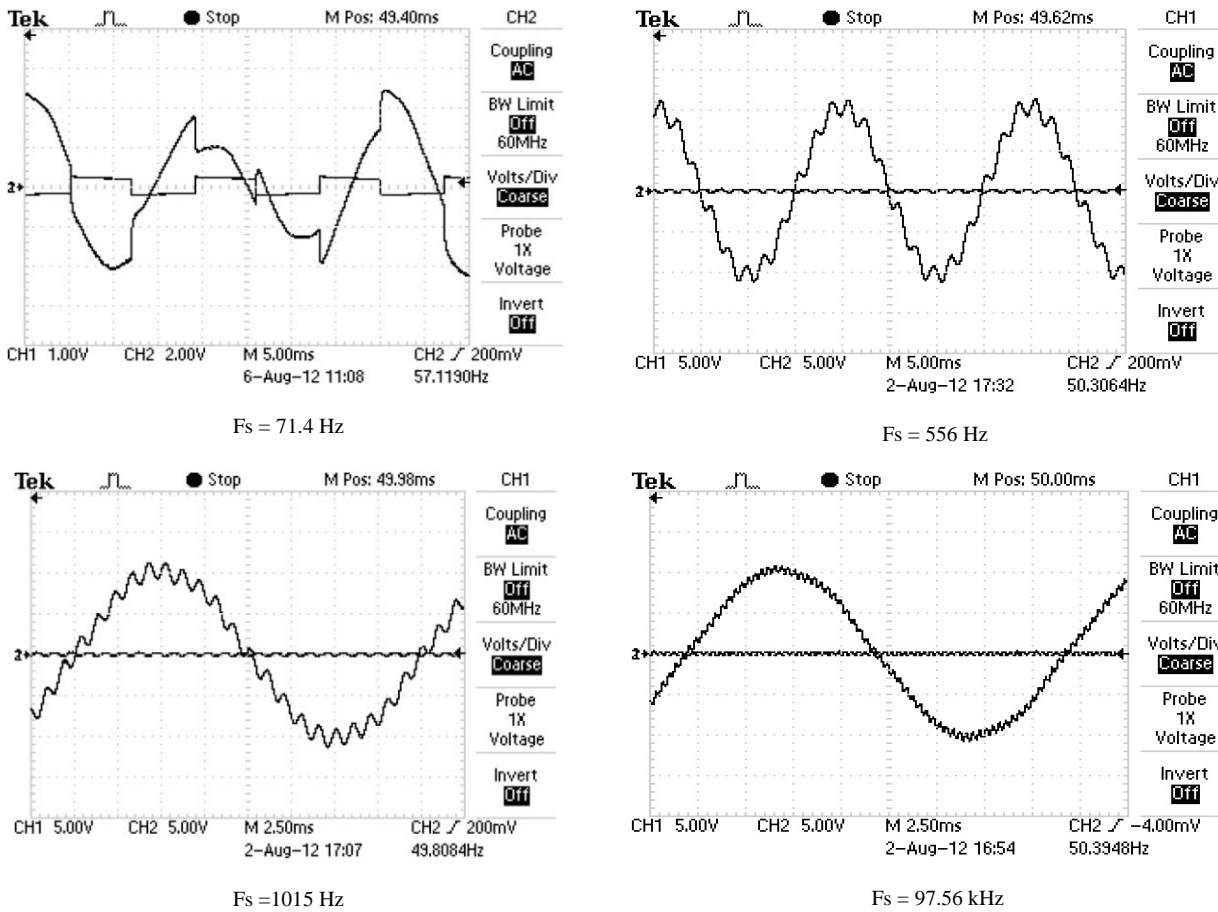 Tek Stop M Pos: 49.40ms CH2
Coupling
AC
BW Limit
Off
60MHz
Volts/Div
Coarse
Probe
1X
Voltage
Invert
Off
2
CH1 1.00V CH2 2.00V M 5.00ms CH2 200mV
6-Aug-12 11:08 57.1190Hz
Fs = 71.4 Hz
Tek Stop M Pos: 49.62ms CH1
Coupling
AC
BW Limit
Off
60MHz
Volts/Div
Coarse
Probe
1X
Voltage
Invert
Off
2
CH1 5.00V CH2 5.00V M 5.00ms CH2 200mV
2-Aug-12 17:32 50.3064Hz
Fs = 556 Hz
Tek Stop M Pos: 49.98ms CH1
Coupling
AC
BW Limit
Off
60MHz
Volts/Div
Coarse
Probe
1X
Voltage
Invert
Off
2
CH1 5.00V CH2 5.00V M 2.50ms CH2 200mV
2-Aug-12 17:07 49.8084Hz
Fs =1015 Hz
Tek Stop M Pos: 50.00ms CH1
Coupling
AC
BW Limit
Off
60MHz
Volts/Div
Coarse
Probe
1X
Voltage
Invert
Off
2
CH1 5.00V CH2 5.00V M 2.50ms CH2 -4.00mV
2-Aug-12 16:54 50.3948Hz
Fs = 97.56 kHz